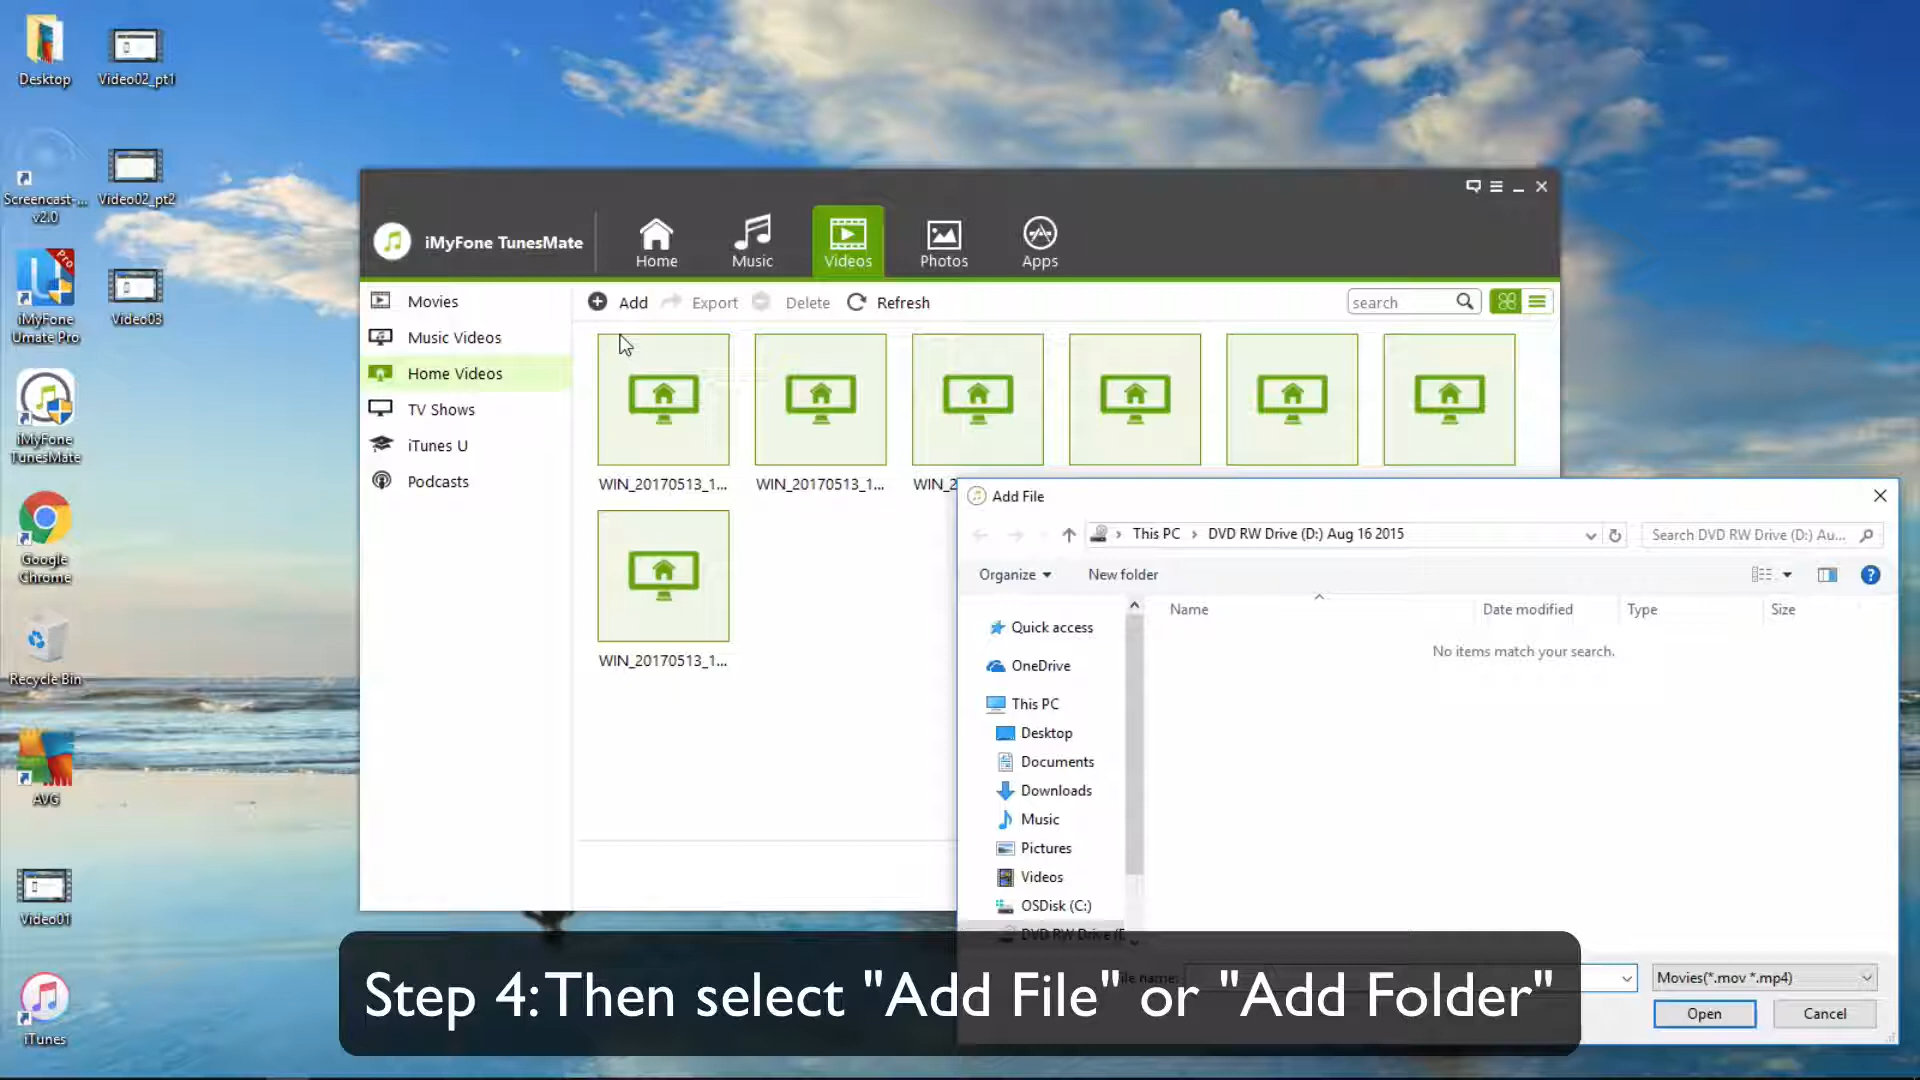 Desktop
Video02_pt1
Screencast-...
v2.0
Video02_pt2
iMyFone
Umate Pro
Video03
iMyFone
TunesMate
Google
Chrome
Recycle Bin
AVG
Video01
iTunes
iMyFone TunesMate
Home
Music
Videos
Photos
Apps
Movies
Music Videos
Home Videos
TV Shows
iTunes U
Podcasts
Add
Export
Delete
Refresh
search
WIN_20170513_1...
WIN_20170513_1...
WIN_2
WIN_20170513_1...
Add File
This PC > DVD RW Drive (D:) Aug 16 2015
Search DVD RW Drive (D:) Au...
Organize
New folder
Name
Date modified
Type
Size
No items match your search.
Quick access
OneDrive
This PC
Desktop
Documents
Downloads
Music
Pictures
Videos
OSDisk (C:)
DVD RW Drive (
File name:
Movies(*.mov *.mp4)
Open
Cancel
Step 4: Then select "Add File" or "Add Folder"